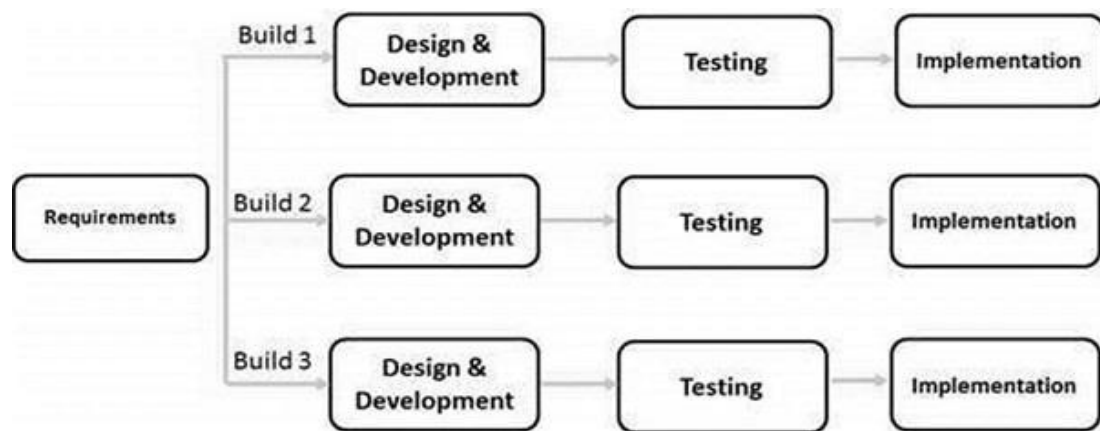 Build 1
Design &
Development
Testing
Implementation
Requirements
Build 2
Design &
Development
Testing
Implementation
Build 3
Design &
Development
Testing
Implementation